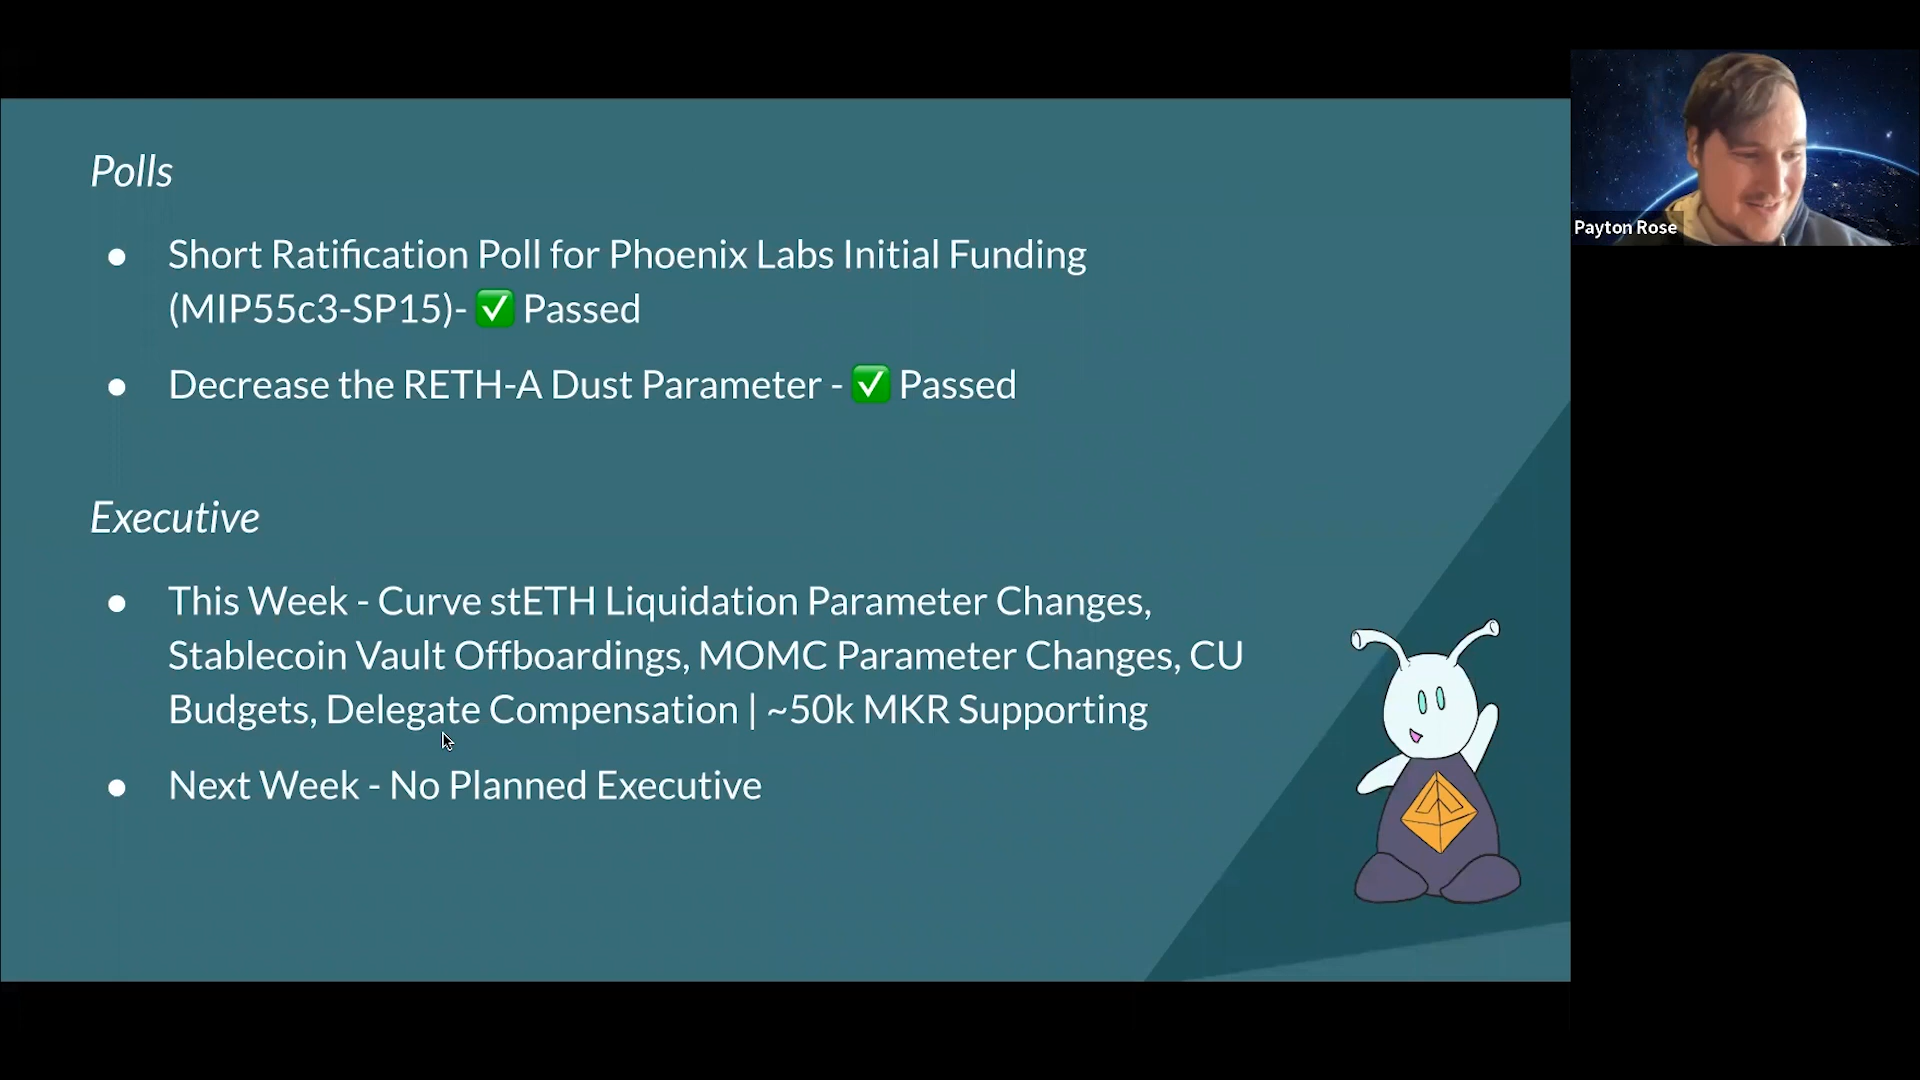 Polls
● Short Ratification Poll for Phoenix Labs Initial Funding
(MIP55c3-SP15)- ✅ Passed
● Decrease the RETH-A Dust Parameter - ✅ Passed
Executive
● This Week - Curve stETH Liquidation Parameter Changes,
Stablecoin Vault Offboardings, MOMC Parameter Changes, CU
Budgets, Delegate Compensation | ~50k MKR Supporting
● Next Week - No Planned Executive
Payton Rose